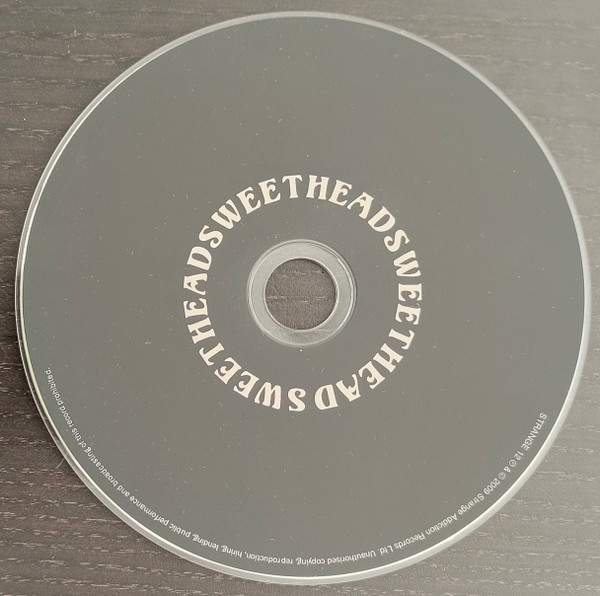 SWEETHEADSWEETHEADSWEETHEAD
STRANGE 12 ℗ & © 2009 Strange Addiction Records Ltd. Unauthorised copying, reproduction, hiring, lending, public performance and broadcasting of this record prohibited.